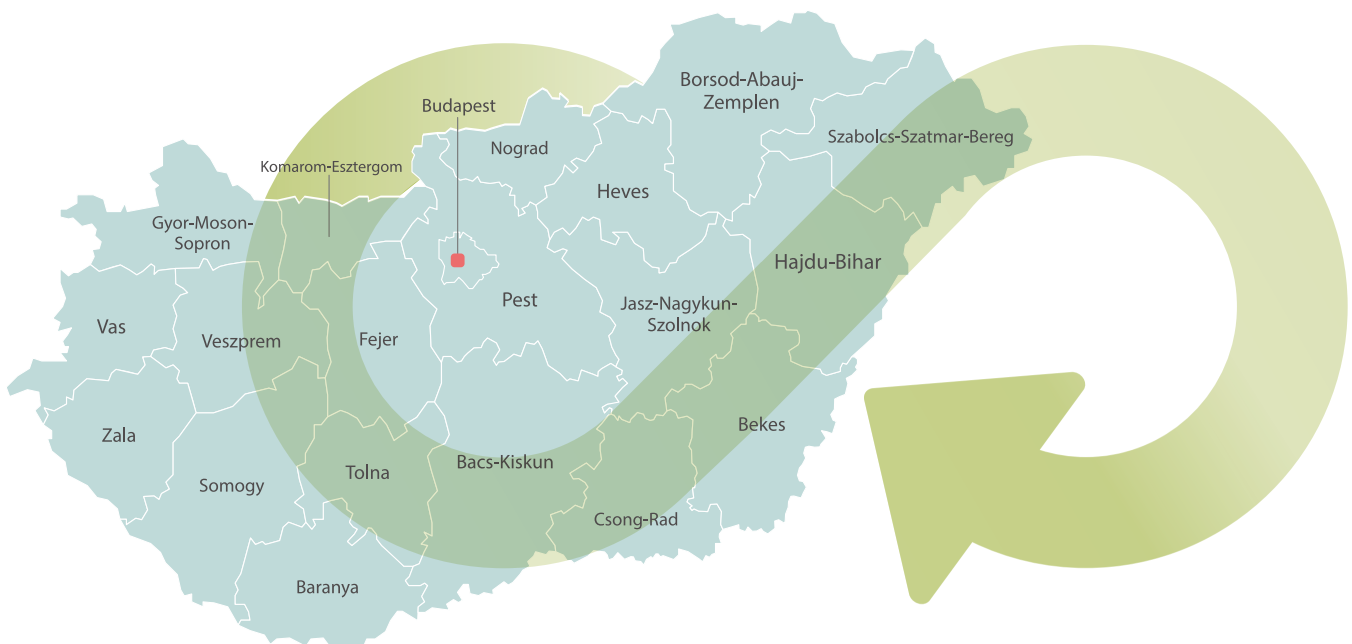 Borsod-Abauj-
Zemplen
Budapest
Szabolcs-Szatmar-Bereg
Nograd
Komarom-Esztergom
Heves
Gyor-Moson-
Sopron
Hajdu-Bihar
Pest
Jasz-Nagykun-
Szolnok
Vas
Veszprem
Fejer
Zala
Bekes
Bacs-Kiskun
Tolna
Somogy
Csong-Rad
Baranya